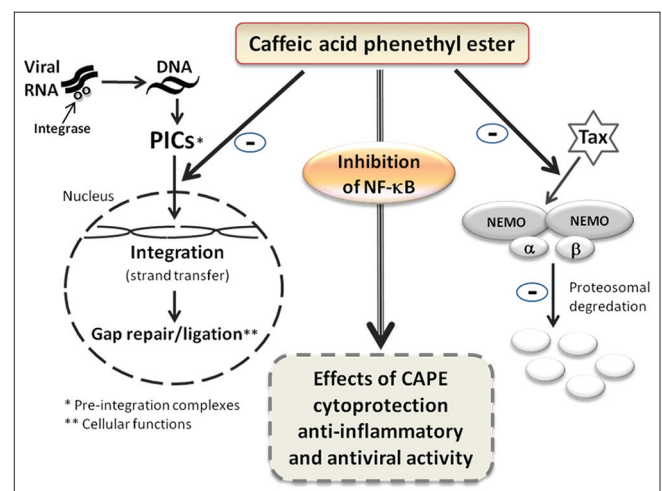 Caffeic acid phenethyl ester
Viral
RNA
DNA
Integrase
PICs*
-
Nucleus
Integration
(strand transfer)
Gap repair/ligation**
* Pre-integration complexes
** Cellular functions
Inhibition
of NF-κB
Effects of CAPE
cytoprotection
anti-inflammatory
and antiviral activity
-
Tax
NEMO NEMO
α β
-
Proteosomal
degredation